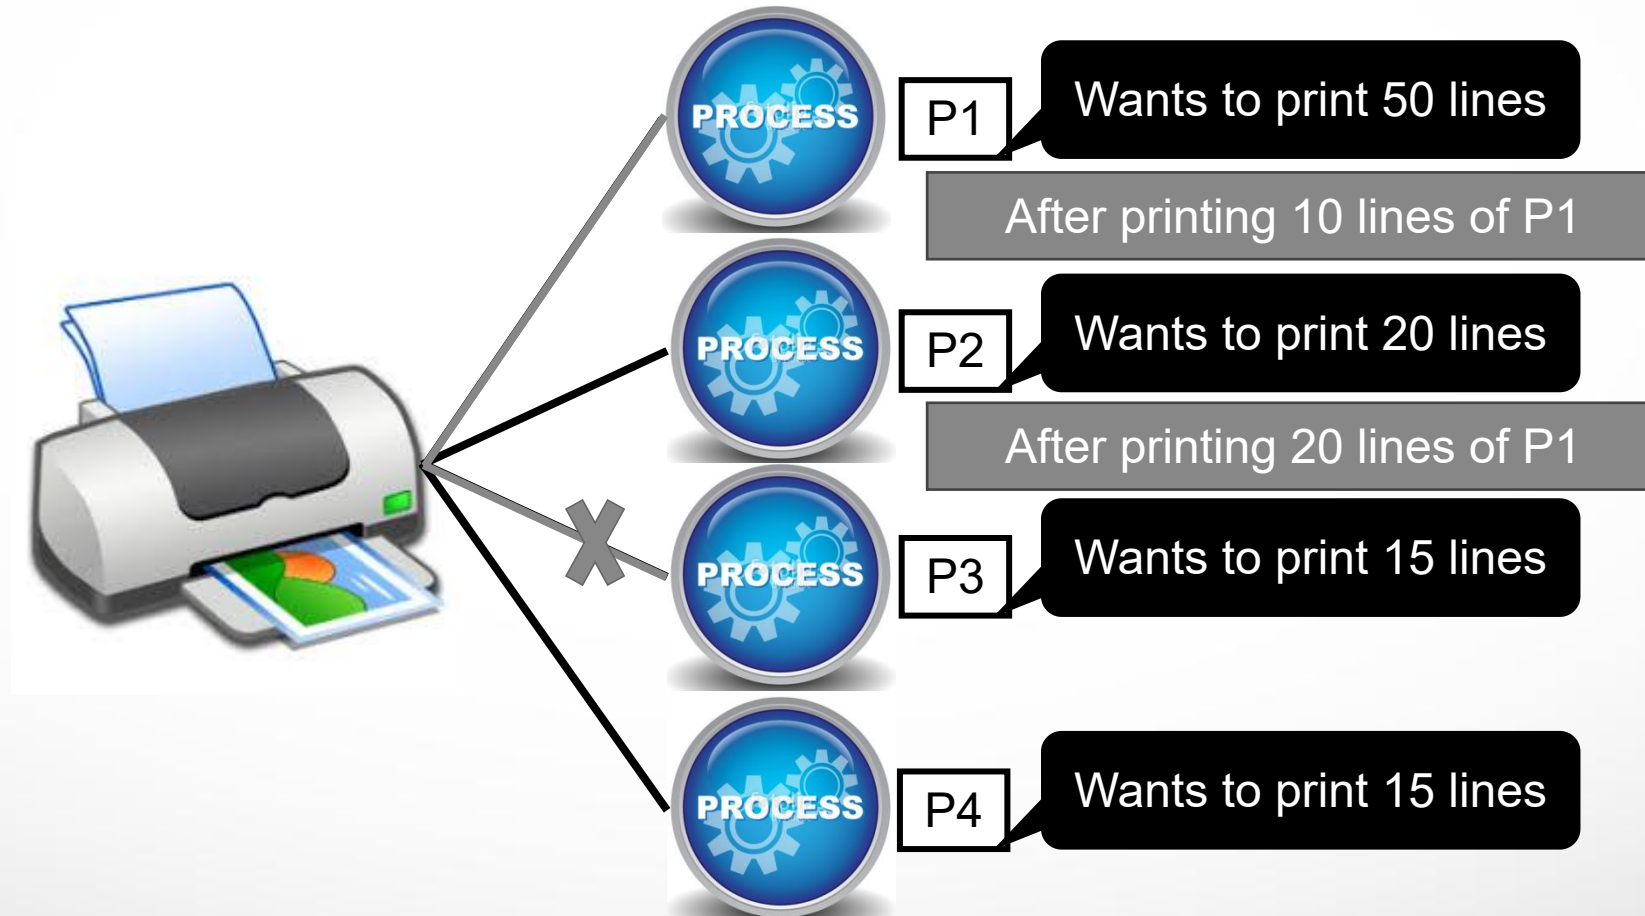 PROCESS
P1
Wants to print 50 lines
After printing 10 lines of P1
PROCESS
P2
Wants to print 20 lines
After printing 20 lines of P1
PROCESS
P3
Wants to print 15 lines
PROCESS
P4
Wants to print 15 lines